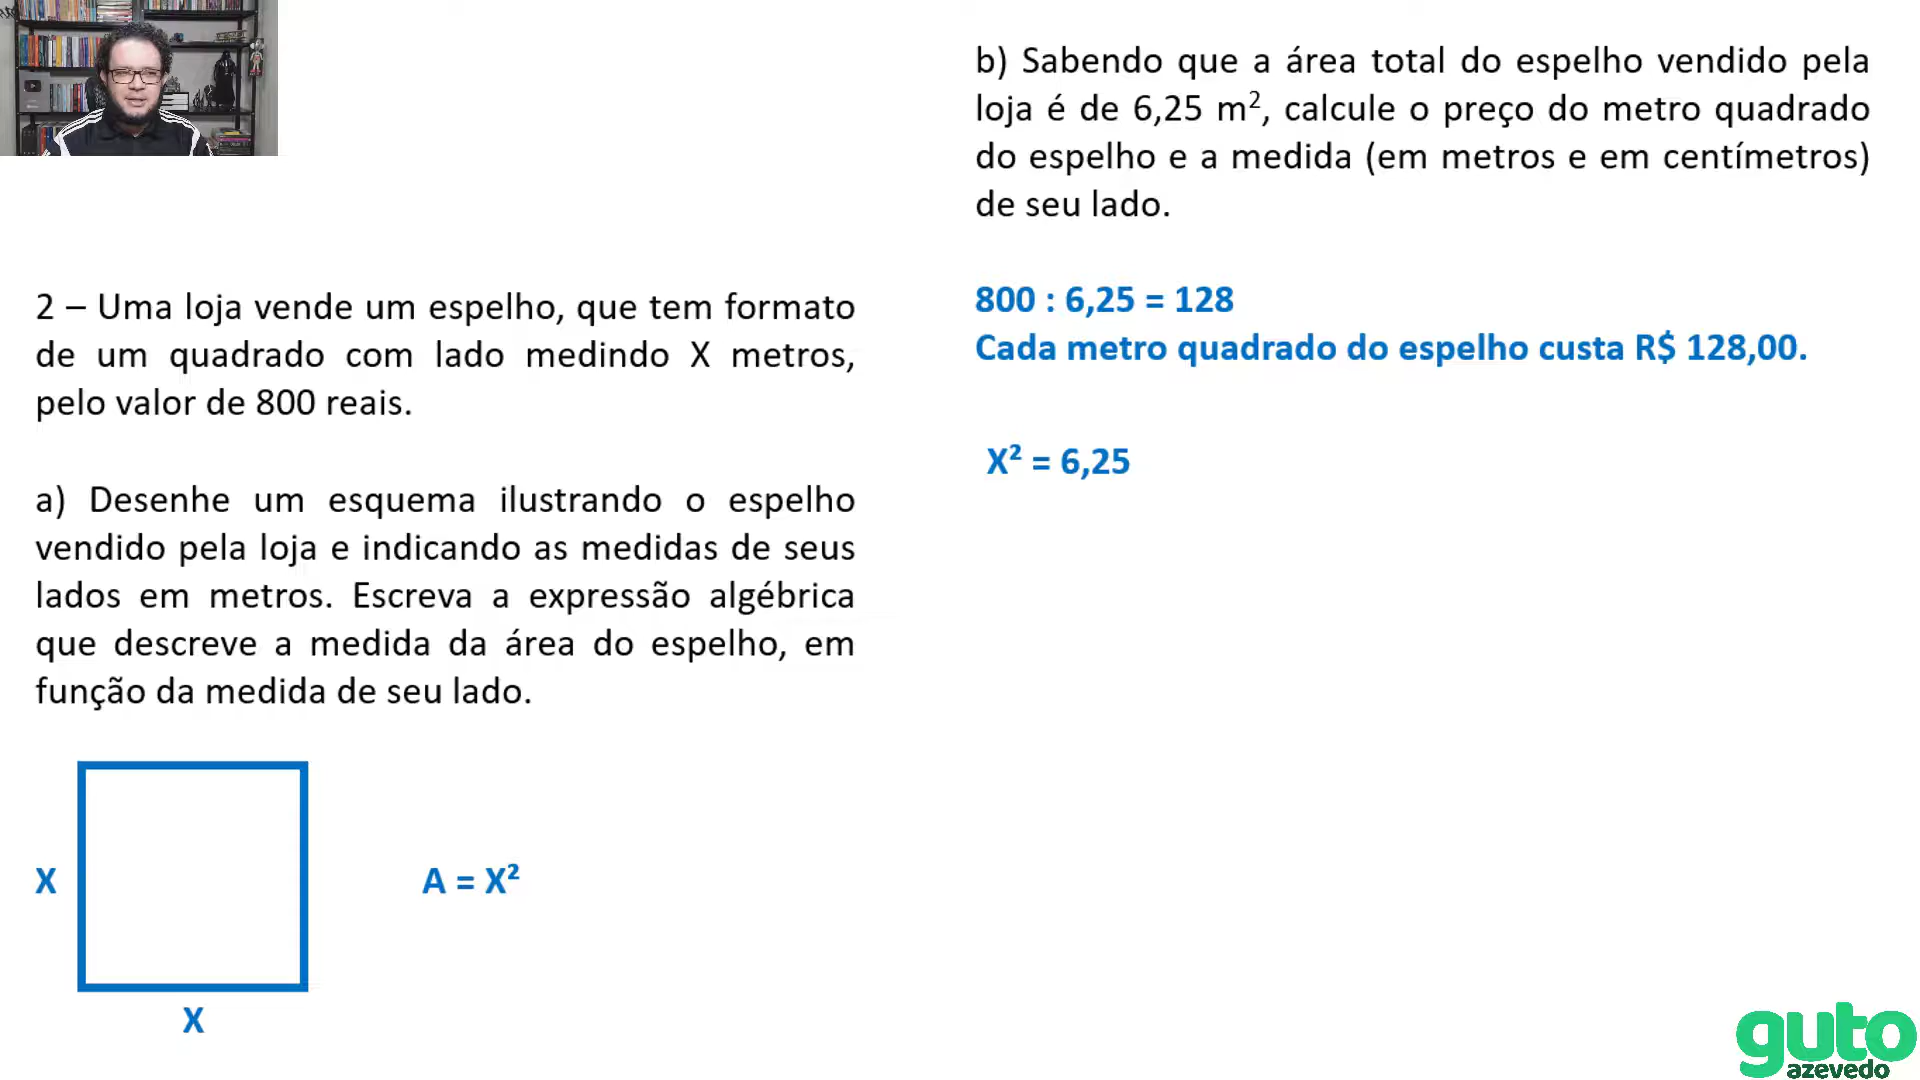 2 – Uma loja vende um espelho, que tem formato
de um quadrado com lado medindo X metros,
pelo valor de 800 reais.
a) Desenhe um esquema ilustrando o espelho
vendido pela loja e indicando as medidas de seus
lados em metros. Escreva a expressão algébrica
que descreve a medida da área do espelho, em
função da medida de seu lado.
X
A = X²
X
b) Sabendo que a área total do espelho vendido pela
loja é de 6,25 m², calcule o preço do metro quadrado
do espelho e a medida (em metros e em centímetros)
de seu lado.
800 : 6,25 = 128
Cada metro quadrado do espelho custa R$ 128,00.
X² = 6,25
guto
azevedo